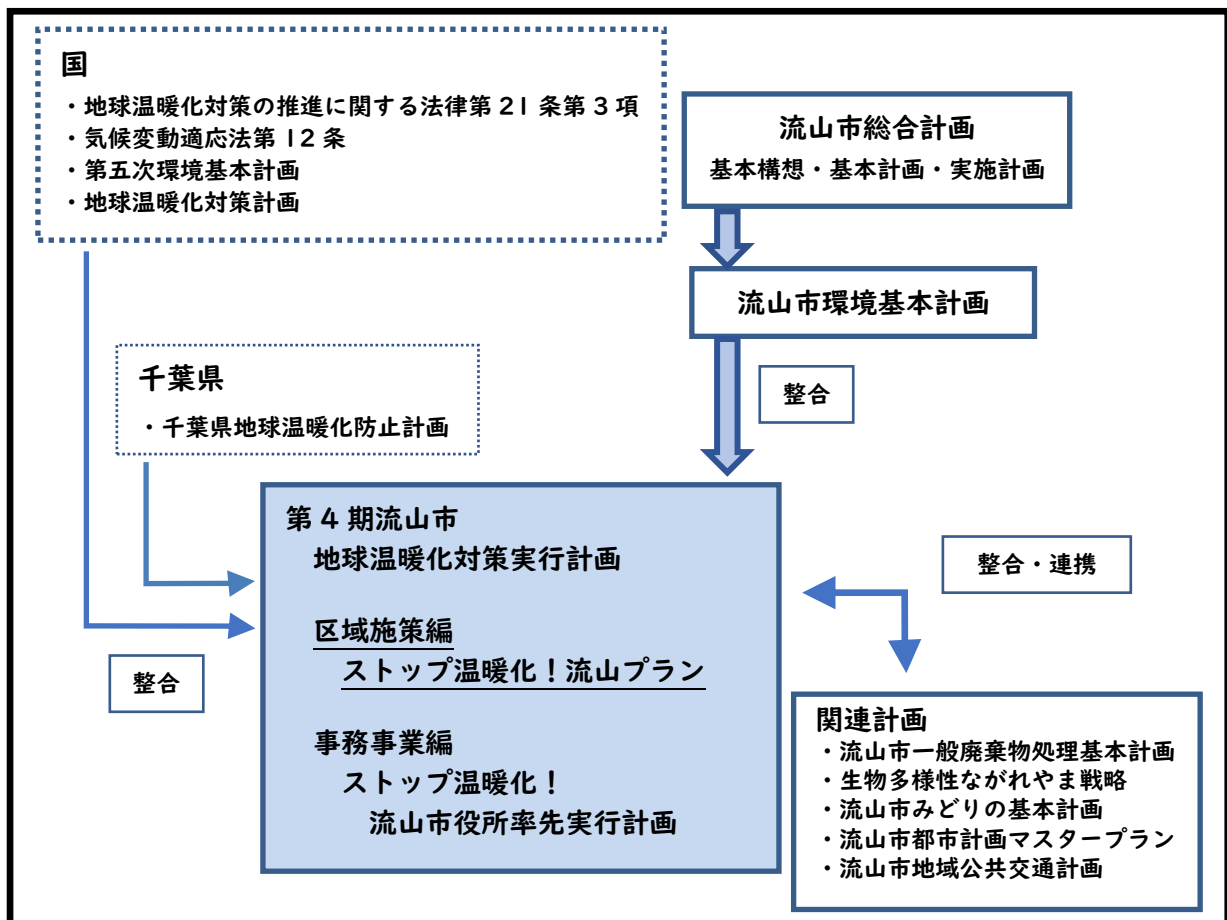 国
・地球温暖化対策の推進に関する法律第21条第3項
・気候変動適応法第12条
・第五次環境基本計画
・地球温暖化対策計画
流山市総合計画
基本構想・基本計画・実施計画
流山市環境基本計画
整合
千葉県
・千葉県地球温暖化防止計画
第4期流山市
地球温暖化対策実行計画
区域施策編
ストップ温暖化！流山プラン
事務事業編
ストップ温暖化！
流山市役所率先実行計画
整合
整合・連携
関連計画
・流山市一般廃棄物処理基本計画
・生物多様性ながれやま戦略
・流山市みどりの基本計画
・流山市都市計画マスタープラン
・流山市地域公共交通計画